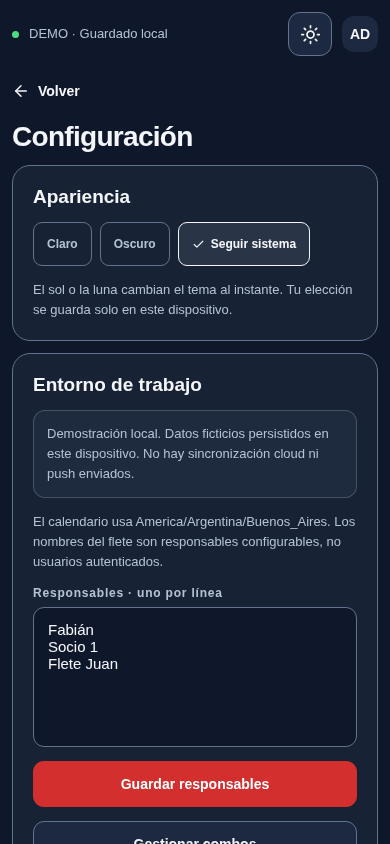 DEMO · Guardado local
AD
Volver
Configuración
Apariencia
Claro
Oscuro
Seguir sistema
El sol o la luna cambian el tema al instante. Tu elección
se guarda solo en este dispositivo.
Entorno de trabajo
Demostración local. Datos ficticios persistidos en
este dispositivo. No hay sincronización cloud ni
push enviados.
El calendario usa America/Argentina/Buenos_Aires. Los
nombres del flete son responsables configurables, no
usuarios autenticados.
Responsables · uno por línea
Fabián
Socio 1
Flete Juan
Guardar responsables
Gestionar combos